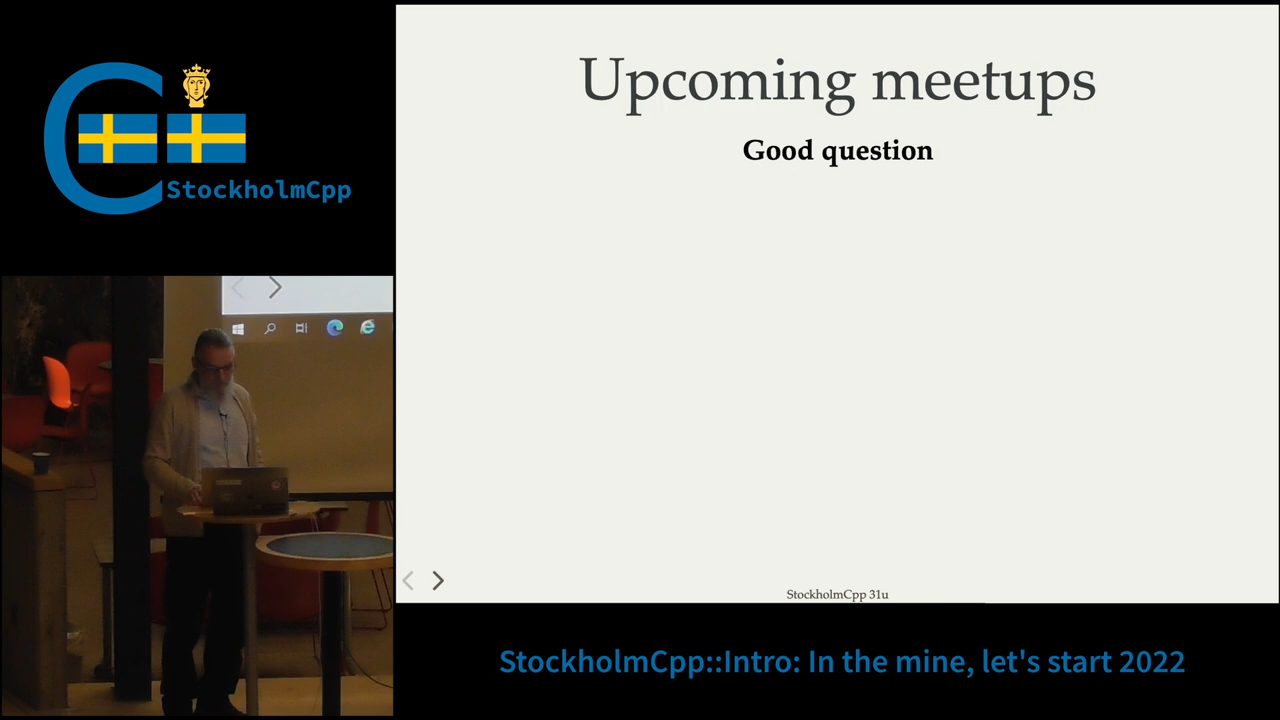 StockholmCpp
Upcoming meetups
Good question
StockholmCpp 31u
StockholmCpp::Intro: In the mine, let's start 2022